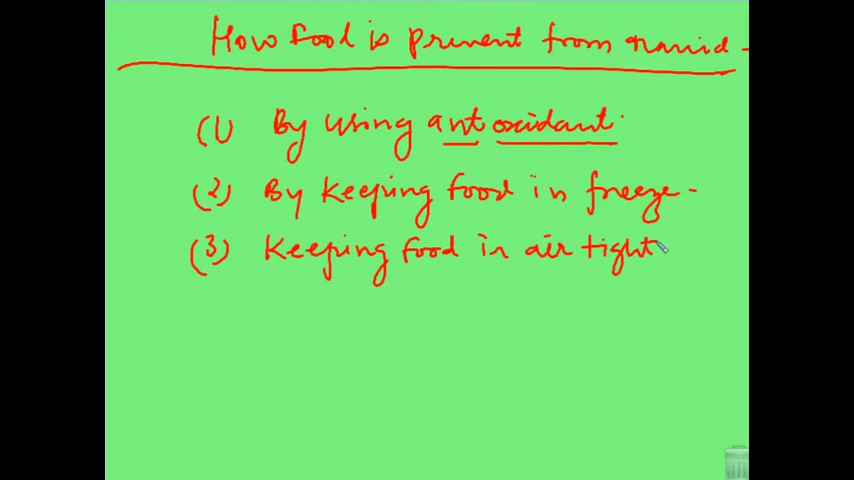 How food is prevent from rancid -
(1) By using antoxidant.
(2) By keeping food in freeze -
(3) Keeping food in air tight